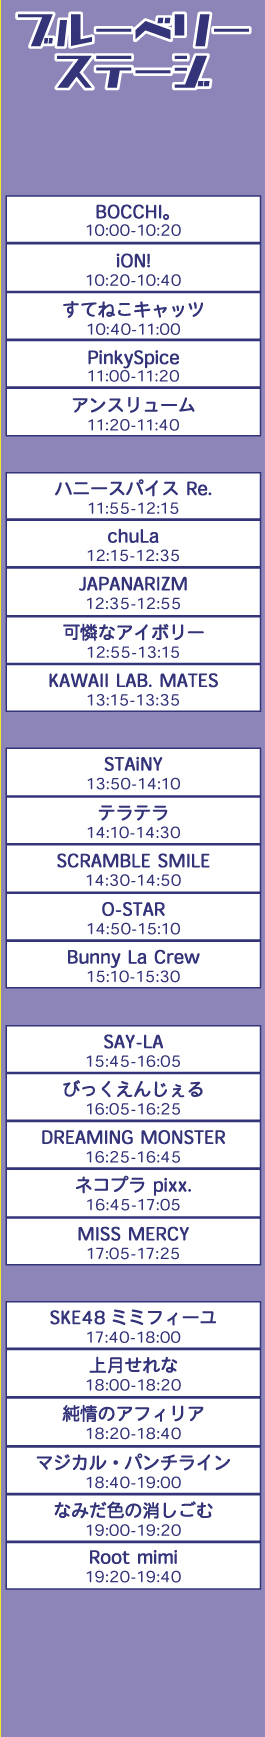 ブルーベリー
ステージ
BOCCHI。
10:00-10:20
iON!
10:20-10:40
すてねこキャッツ
10:40-11:00
PinkySpice
11:00-11:20
アンスリューム
11:20-11:40
ハニースパイス Re.
11:55-12:15
chuLa
12:15-12:35
JAPANARIZM
12:35-12:55
可憐なアイボリー
12:55-13:15
KAWAII LAB. MATES
13:15-13:35
STAiNY
13:50-14:10
テラテラ
14:10-14:30
SCRAMBLE SMILE
14:30-14:50
O-STAR
14:50-15:10
Bunny La Crew
15:10-15:30
SAY-LA
15:45-16:05
びっくえんじぇる
16:05-16:25
DREAMING MONSTER
16:25-16:45
ネコプラ pixx.
16:45-17:05
MISS MERCY
17:05-17:25
SKE48 ミミフィーユ
17:40-18:00
上月せれな
18:00-18:20
純情のアフィリア
18:20-18:40
マジカル・パンチライン
18:40-19:00
なみだ色の消しごむ
19:00-19:20
Root mimi
19:20-19:40